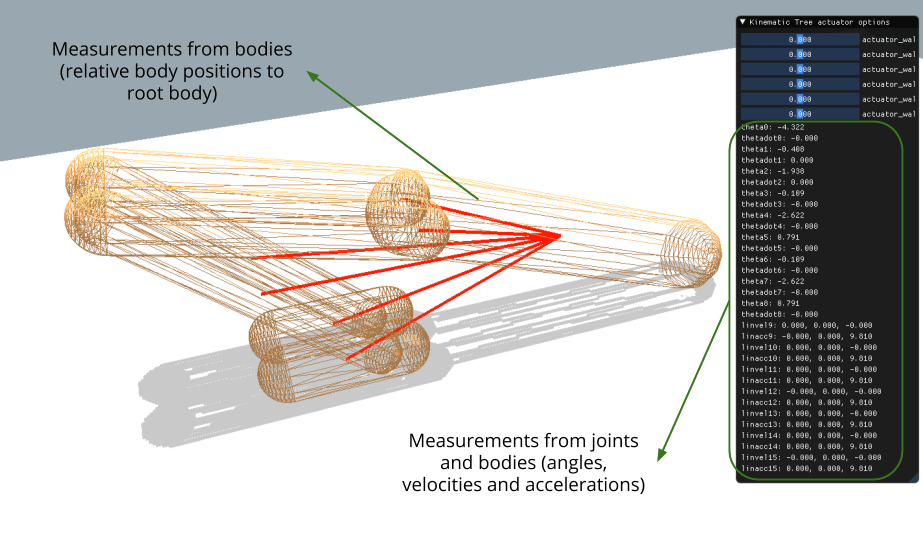 Kinematic Tree actuator options
Measurements from bodies
(relative body positions to
root body)
0.000 actuator_wal
0.000 actuator_wal
0.000 actuator_wal
0.000 actuator_wal
0.000 actuator_wal
0.000 actuator_wal
theta0: -4.322
thetadot0: -0.000
theta1: -0.408
thetadot1: 0.000
theta2: -1.938
thetadot2: 0.000
theta3: -0.109
thetadot3: -0.000
theta4: -2.622
thetadot4: -0.000
theta5: 8.791
thetadot5: -0.000
theta6: -0.109
thetadot6: -0.000
theta7: -2.622
thetadot7: -0.000
theta8: 8.791
thetadot8: -0.000
linvel9: 0.000, 0.000, -0.000
linacc9: -0.000, 0.000, 9.810
linvel10: 0.000, 0.000, -0.000
linacc10: 0.000, 0.000, 9.810
linvel11: 0.000, 0.000, -0.000
linacc11: 0.000, 0.000, 9.810
linvel12: -0.000, 0.000, -0.000
linacc12: 0.000, 0.000, 9.810
linvel13: 0.000, 0.000, -0.000
linacc13: 0.000, 0.000, 9.810
linvel14: 0.000, 0.000, -0.000
linacc14: 0.000, 0.000, 9.810
linvel15: -0.000, 0.000, -0.000
linacc15: 0.000, 0.000, 9.810
Measurements from joints
and bodies (angles,
velocities and accelerations)